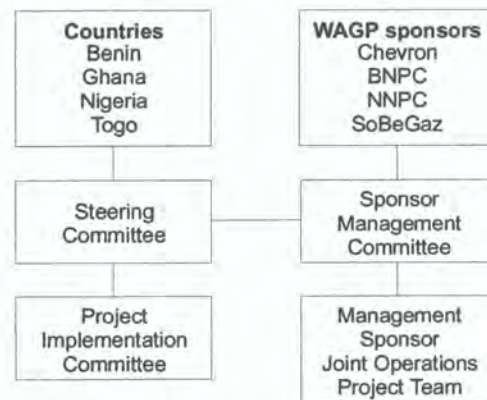 Countries
Benin
Ghana
Nigeria
Togo
WAGP sponsors
Chevron
BNPC
NNPC
SoBeGaz
Steering
Committee
Sponsor
Management
Committee
Project
Implementation
Committee
Management
Sponsor
Joint Operations
Project Team